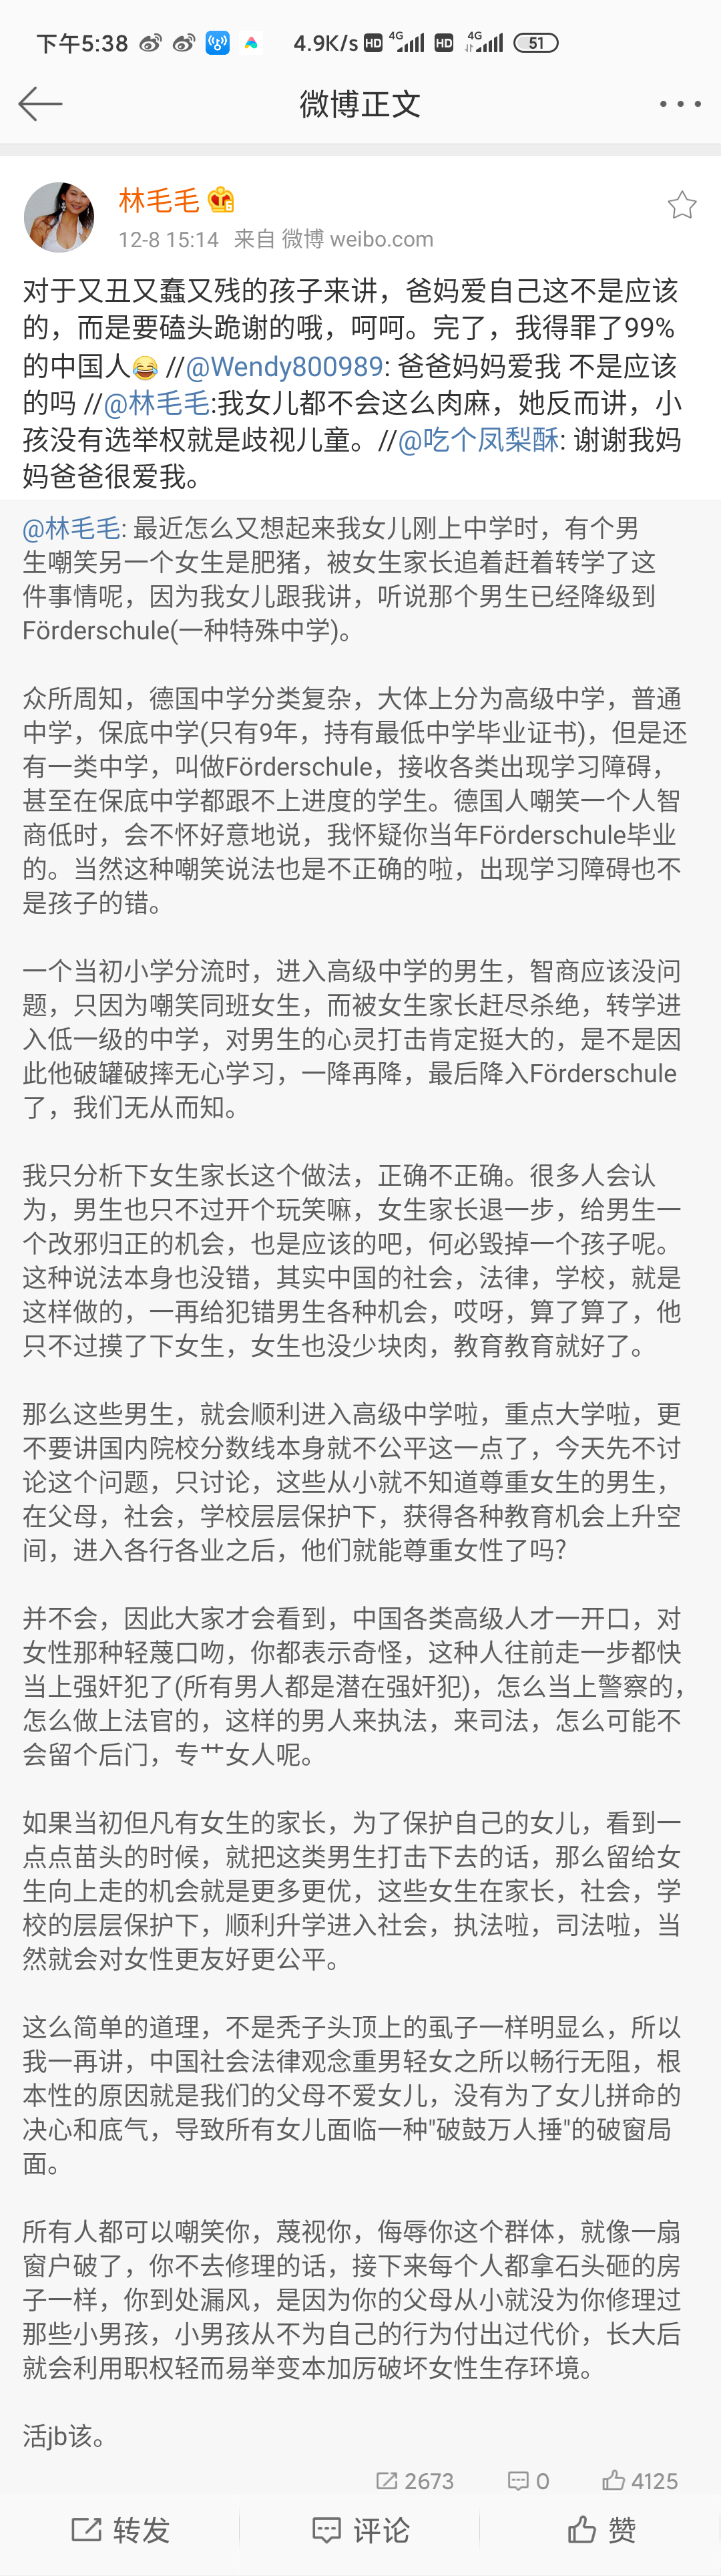 下午5:38 4.9K/s HD 4G HD 4G 51
微博正文
林毛毛
12-8 15:14 来自 微博 weibo.com
对于又丑又蠢又残的孩子来讲，爸妈爱自己这不是应该
的，而是要磕头跪谢的哦，呵呵。完了，我得罪了99%
的中国人😂 //@Wendy800989: 爸爸妈妈爱我 不是应该
的吗 //@林毛毛:我女儿都不会这么肉麻，她反而讲，小
孩没有选举权就是歧视儿童。//@吃个凤梨酥: 谢谢我妈
妈爸爸很爱我。
@林毛毛: 最近怎么又想起来我女儿刚上中学时，有个男
生嘲笑另一个女生是肥猪，被女生家长追着赶着转学了这
件事情呢，因为我女儿跟我讲，听说那个男生已经降级到
Förderschule(一种特殊中学)。
众所周知，德国中学分类复杂，大体上分为高级中学，普通
中学，保底中学(只有9年，持有最低中学毕业证书)，但是还
有一类中学，叫做Förderschule，接收各类出现学习障碍，
甚至在保底中学都跟不上进度的学生。德国人嘲笑一个人智
商低时，会不怀好意地说，我怀疑你当年Förderschule毕业
的。当然这种嘲笑说法也是不正确的啦，出现学习障碍也不
是孩子的错。
一个当初小学分流时，进入高级中学的男生，智商应该没问
题，只因为嘲笑同班女生，而被女生家长赶尽杀绝，转学进
入低一级的中学，对男生的心灵打击肯定挺大的，是不是因
此他破罐破摔无心学习，一降再降，最后降入Förderschule
了，我们无从而知。
我只分析下女生家长这个做法，正确不正确。很多人会认
为，男生也只不过开个玩笑嘛，女生家长退一步，给男生一
个改邪归正的机会，也是应该的吧，何必毁掉一个孩子呢。
这种说法本身也没错，其实中国的社会，法律，学校，就是
这样做的，一再给犯错男生各种机会，哎呀，算了算了，他
只不过摸了下女生，女生也没少块肉，教育教育就好了。
那么这些男生，就会顺利进入高级中学啦，重点大学啦，更
不要讲国内院校分数线本身就不公平这一点了，今天先不讨
论这个问题，只讨论，这些从小就不知道尊重女生的男生，
在父母，社会，学校层层保护下，获得各种教育机会上升空
间，进入各行各业之后，他们就能尊重女性了吗?
并不会，因此大家才会看到，中国各类高级人才一开口，对
女性那种轻蔑口吻，你都表示奇怪，这种人往前走一步都快
当上强奸犯了(所有男人都是潜在强奸犯)，怎么当上警察的，
怎么做上法官的，这样的男人来执法，来司法，怎么可能不
会留个后门，专艹女人呢。
如果当初但凡有女生的家长，为了保护自己的女儿，看到一
点点苗头的时候，就把这类男生打击下去的话，那么留给女
生向上走的机会就是更多更优，这些女生在家长，社会，学
校的层层保护下，顺利升学进入社会，执法啦，司法啦，当
然就会对女性更友好更公平。
这么简单的道理，不是秃子头顶上的虱子一样明显么，所以
我一再讲，中国社会法律观念重男轻女之所以畅行无阻，根
本性的原因就是我们的父母不爱女儿，没有为了女儿拼命的
决心和底气，导致所有女儿面临一种"破鼓万人捶"的破窗局
面。
所有人都可以嘲笑你，蔑视你，侮辱你这个群体，就像一扇
窗户破了，你不去修理的话，接下来每个人都拿石头砸的房
子一样，你到处漏风，是因为你的父母从小就没为你修理过
那些小男孩，小男孩从不为自己的行为付出过代价，长大后
就会利用职权轻而易举变本加厉破坏女性生存环境。
活jb该。
2673 0 4125
转发 评论 赞